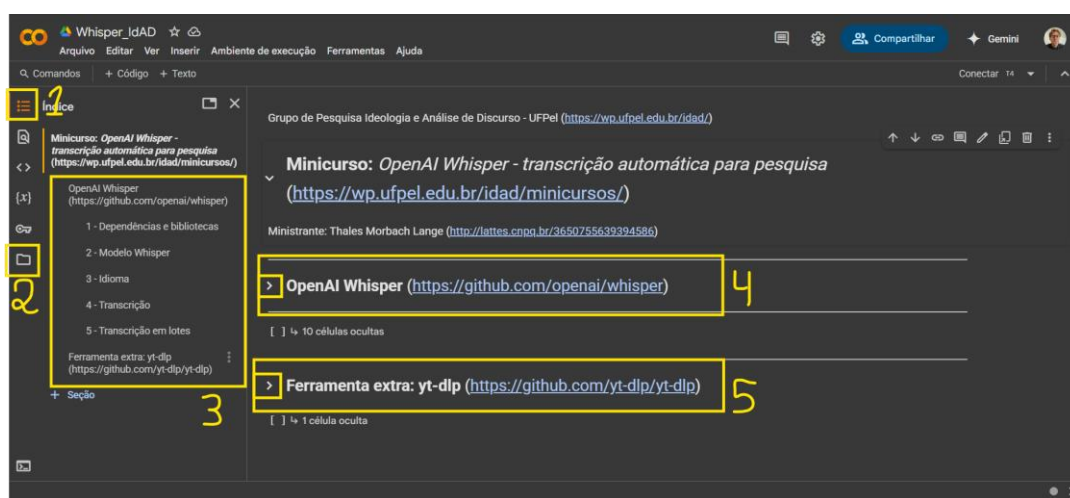 Whisper_IdAD
Arquivo Editar Ver Inserir Ambiente de execução Ferramentas Ajuda
Compartilhar
Gemini
Comandos + Código + Texto
Conectar T4
1
Índice
Minicurso: OpenAI Whisper -
transcrição automática para pesquisa
(https://wp.ufpel.edu.br/idad/minicursos/)
OpenAI Whisper
(https://github.com/openai/whisper)
1 - Dependências e bibliotecas
2 - Modelo Whisper
3 - Idioma
4 - Transcrição
5 - Transcrição em lotes
Ferramenta extra: yt-dlp
(https://github.com/yt-dlp/yt-dlp)
+ Seção
2
3
{x}
Grupo de Pesquisa Ideologia e Análise de Discurso - UFPel (https://wp.ufpel.edu.br/idad/)
Minicurso: OpenAI Whisper - transcrição automática para pesquisa
(https://wp.ufpel.edu.br/idad/minicursos/)
Ministrante: Thales Morbach Lange (http://lattes.cnpq.br/3650755639394586)
OpenAI Whisper (https://github.com/openai/whisper)
4
[ ] ↳ 10 células ocultas
Ferramenta extra: yt-dlp (https://github.com/yt-dlp/yt-dlp)
5
[ ] ↳ 1 célula oculta